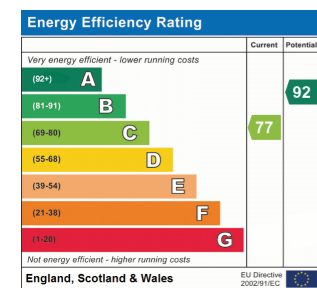 Energy Efficiency Rating
Current Potential
Very energy efficient - lower running costs
(92+) A
92
(81-91) B
(69-80) C
77
(55-68) D
(39-54) E
(21-38) F
(1-20) G
Not energy efficient - higher running costs
England, Scotland & Wales
EU Directive
2002/91/EC